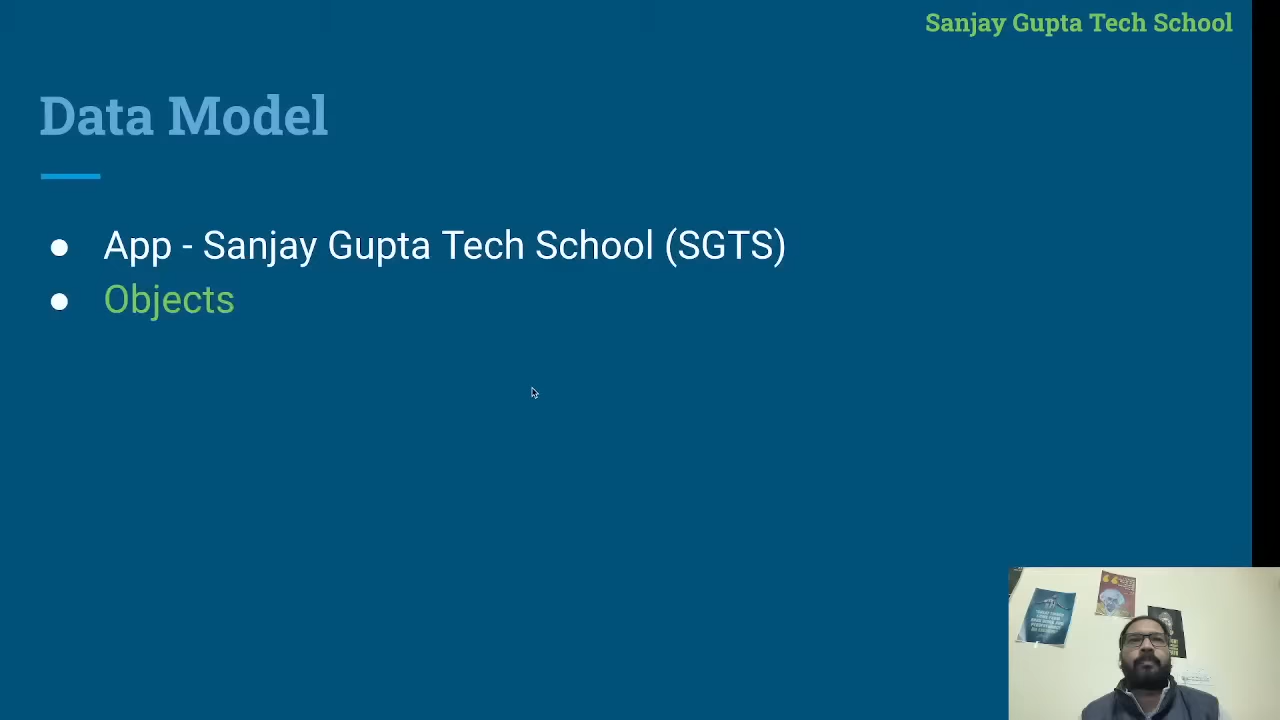 Sanjay Gupta Tech School
Data Model
● App - Sanjay Gupta Tech School (SGTS)
● Objects